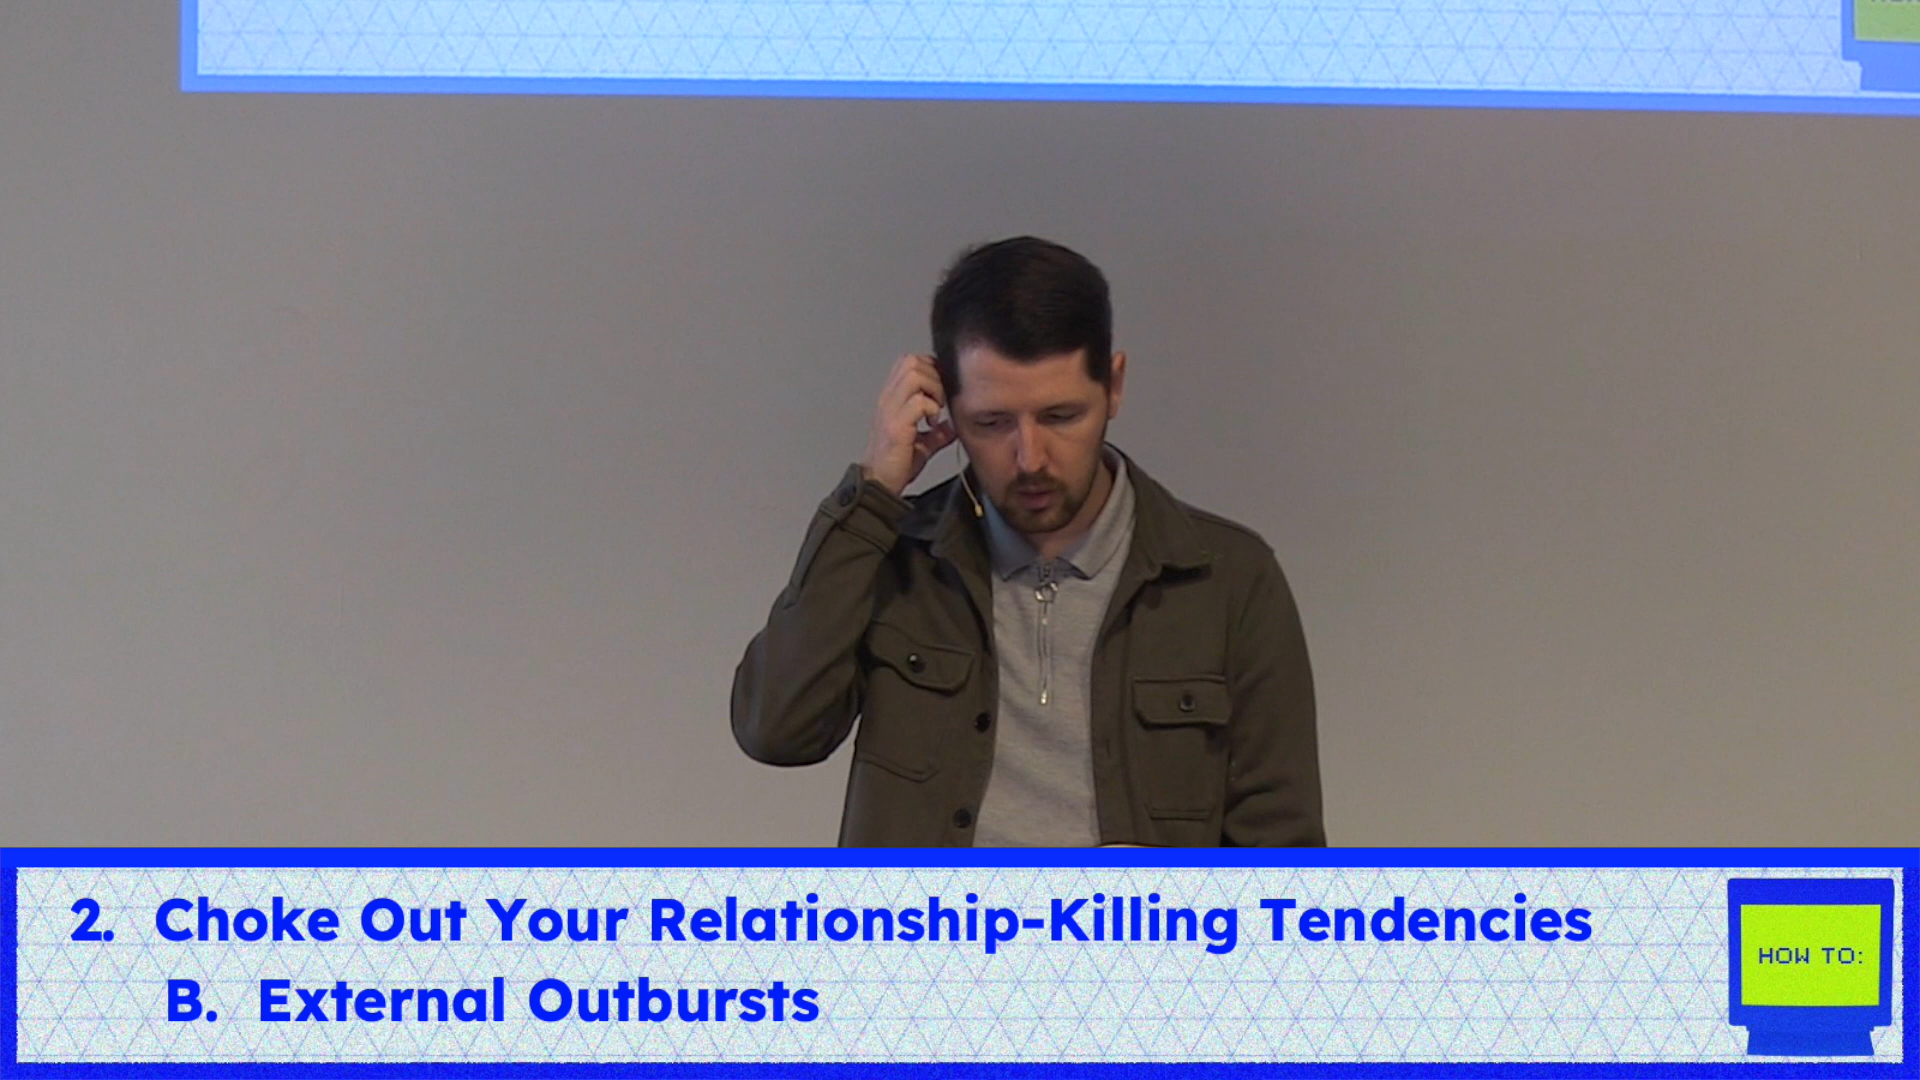 2. Choke Out Your Relationship-Killing Tendencies
B. External Outbursts
HOW TO: